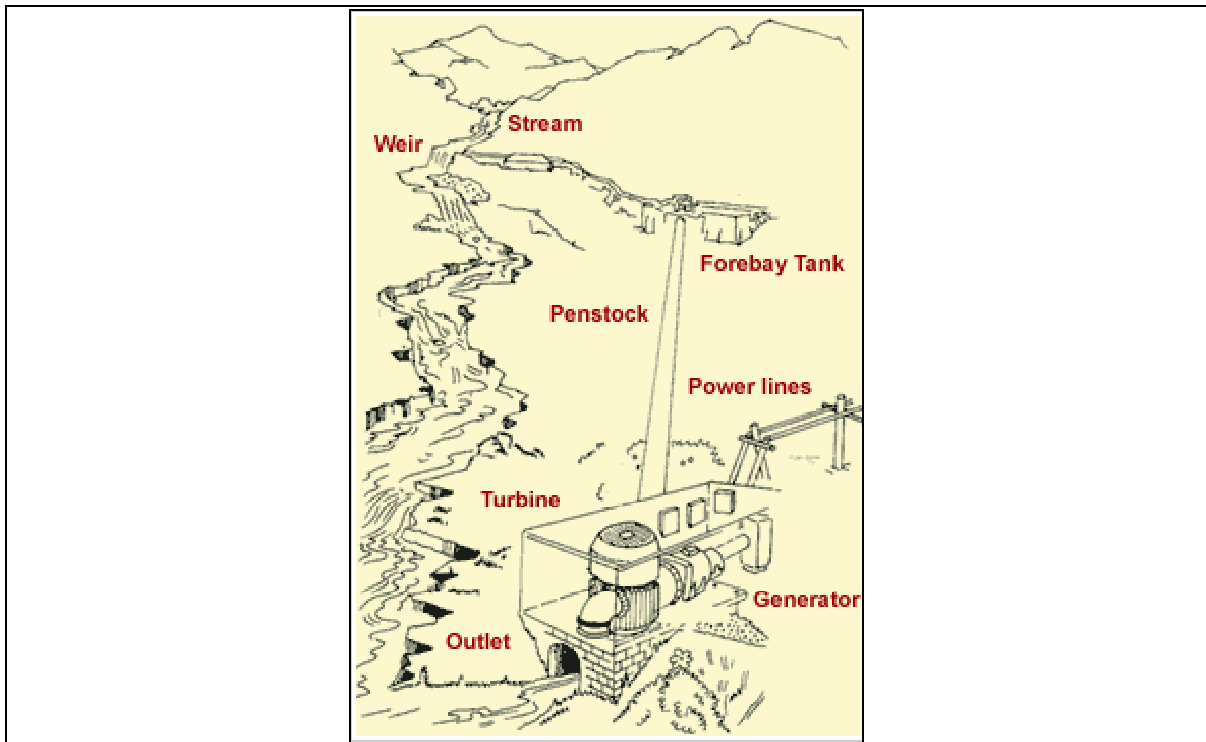 Stream
Weir
Forebay Tank
Penstock
Power lines
Turbine
Generator
Outlet